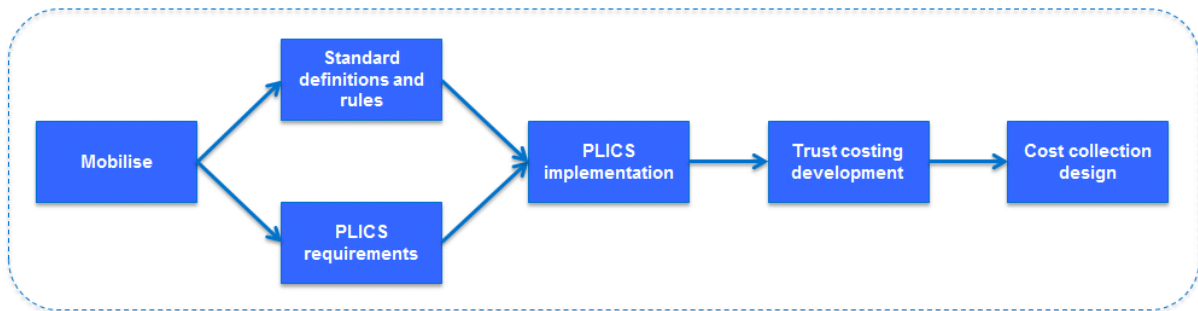 Mobilise
Standard
definitions and
rules
PLICS
requirements
PLICS
implementation
Trust costing
development
Cost collection
design